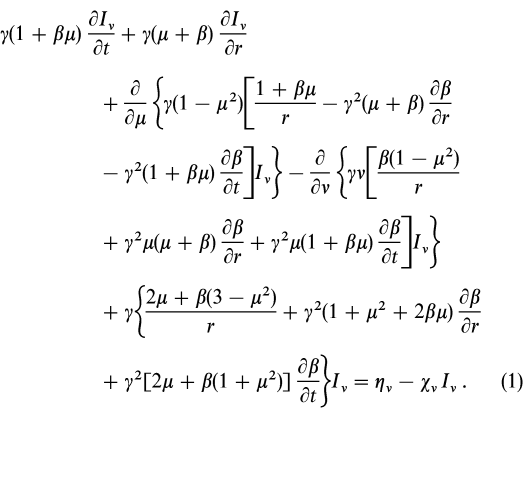 γ(1 + βμ) ∂I_ν/∂t + γ(μ + β) ∂I_ν/∂r
+ ∂/∂μ {γ(1 − μ²)[(1 + βμ)/r − γ²(μ + β) ∂β/∂r
− γ²(1 + βμ) ∂β/∂t]I_ν} − ∂/∂ν {γν[β(1 − μ²)/r
+ γ²μ(μ + β) ∂β/∂r + γ²μ(1 + βμ) ∂β/∂t]I_ν}
+ γ{(2μ + β(3 − μ²))/r + γ²(1 + μ² + 2βμ) ∂β/∂r
+ γ²[2μ + β(1 + μ²)] ∂β/∂t}I_ν = η_ν − χ_ν I_ν . (1)